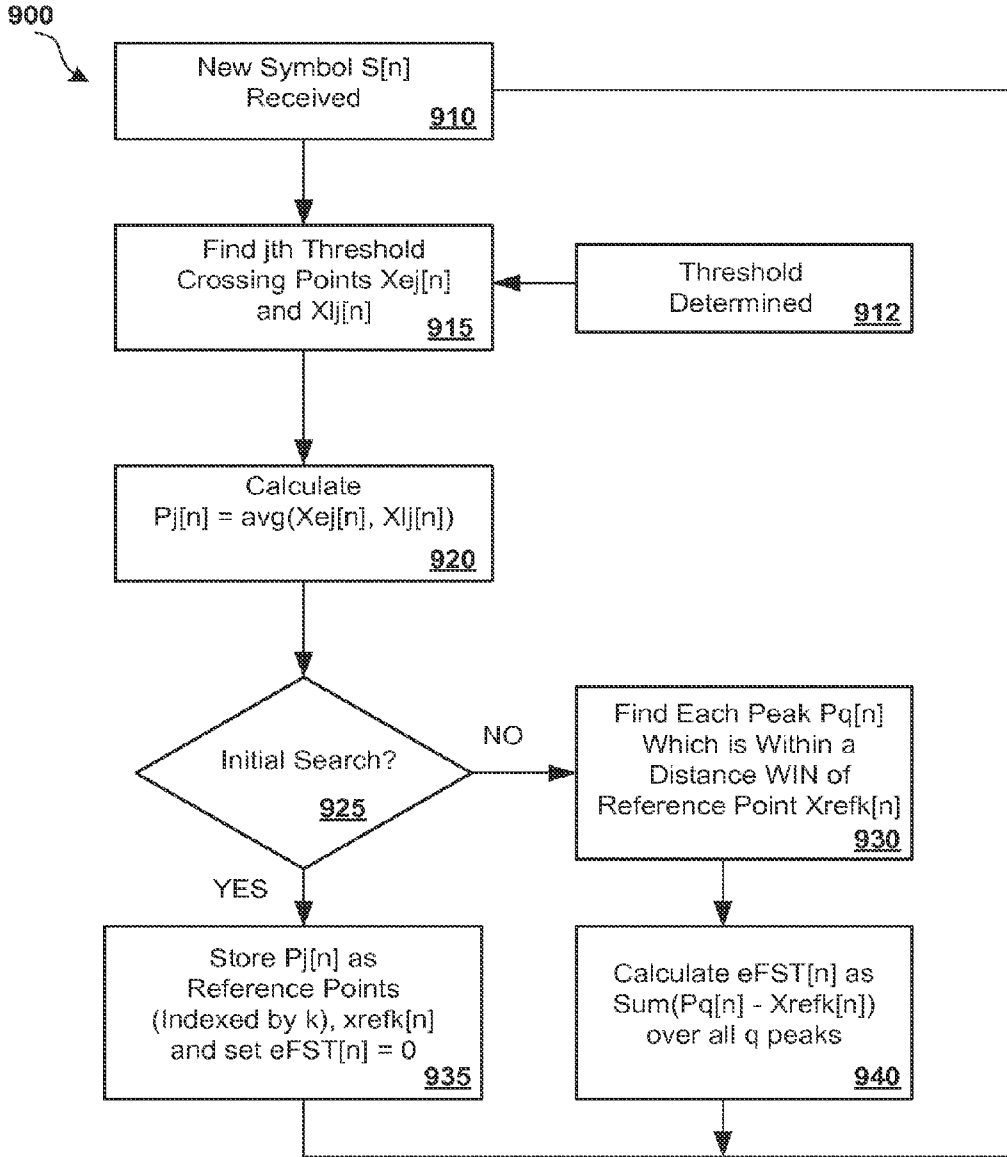 900
New Symbol S[n]
Received
910
Find jth Threshold
Crossing Points Xej[n]
and Xlj[n]
915
Threshold
Determined
912
Calculate
Pj[n] = avg(Xej[n], Xlj[n])
920
Initial Search?
925
NO
YES
Find Each Peak Pq[n]
Which is Within a
Distance WIN of
Reference Point Xrefk[n]
930
Store Pj[n] as
Reference Points
(Indexed by k), xrefk[n]
and set eFST[n] = 0
935
Calculate eFST[n] as
Sum(Pq[n] - Xrefk[n])
over all q peaks
940